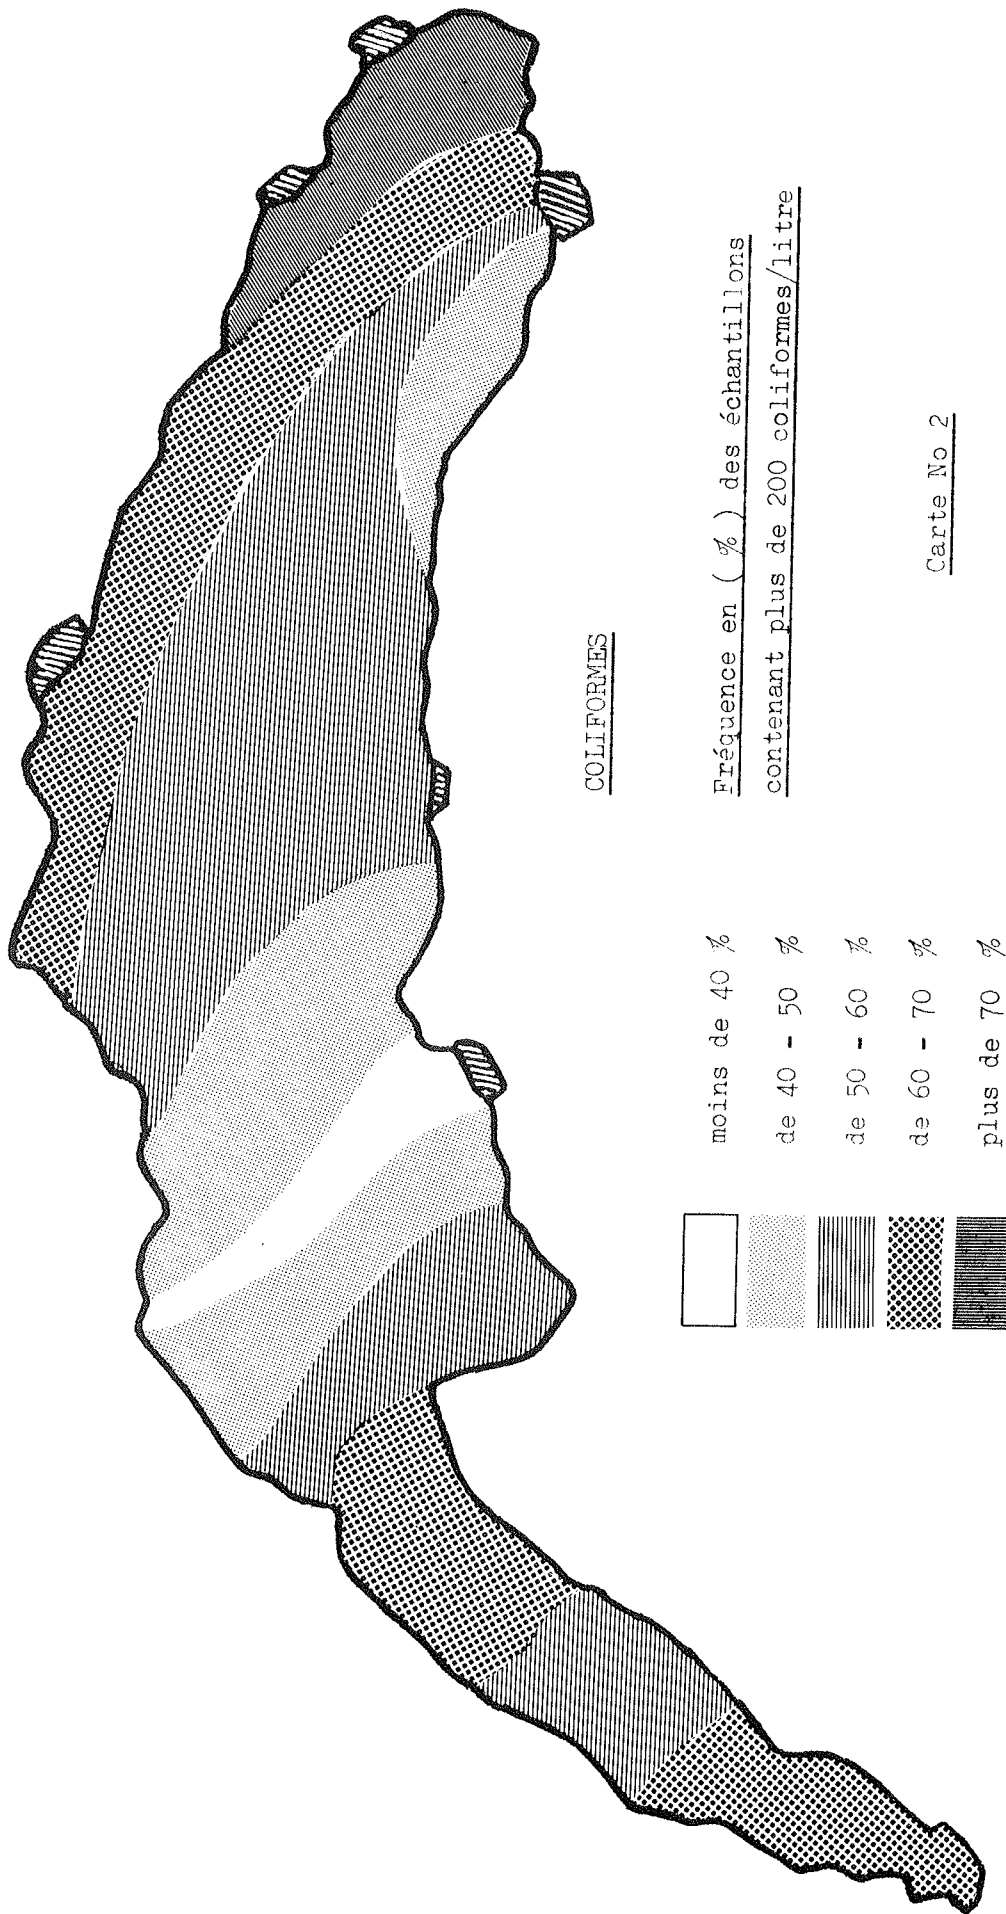 COLIFORMES
Fréquence en ( % ) des échantillons
contenant plus de 200 coliformes/litre
Carte No 2
moins de 40 %
de 40 - 50 %
de 50 - 60 %
de 60 - 70 %
plus de 70 %